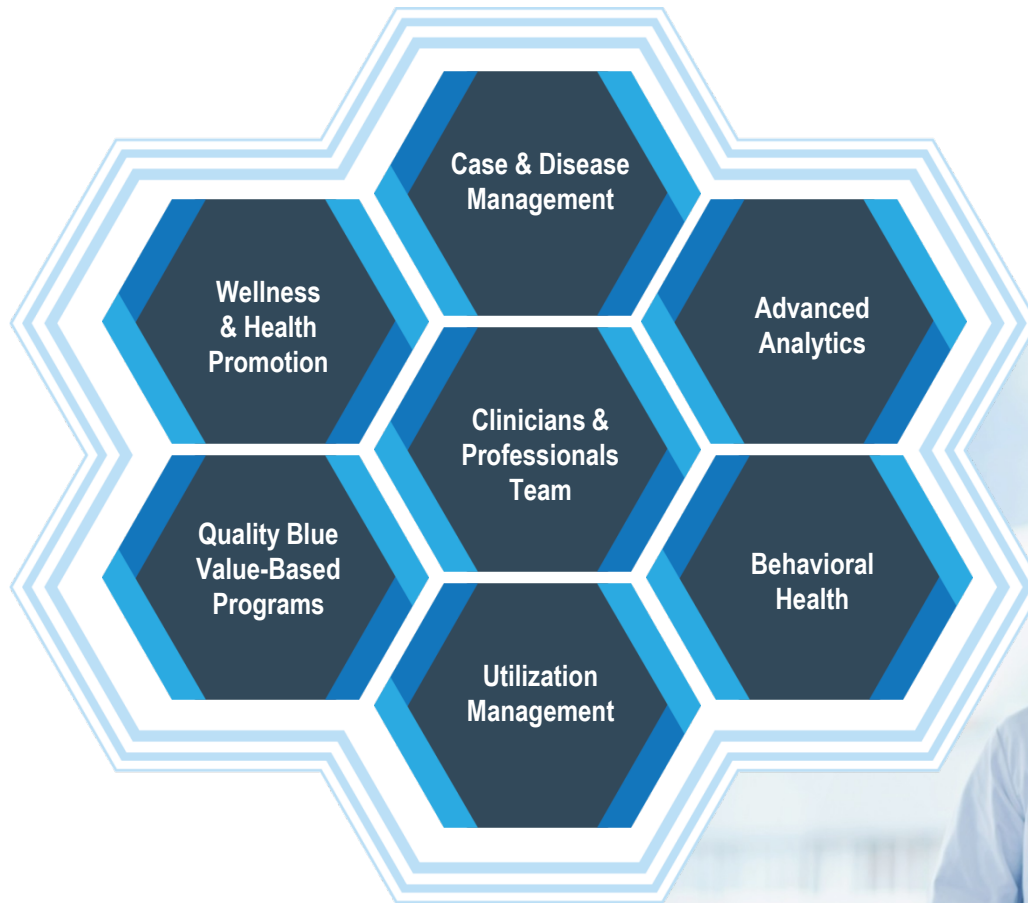 Case & Disease
Management
Wellness
& Health
Promotion
Advanced
Analytics
Clinicians &
Professionals
Team
Quality Blue
Value-Based
Programs
Behavioral
Health
Utilization
Management